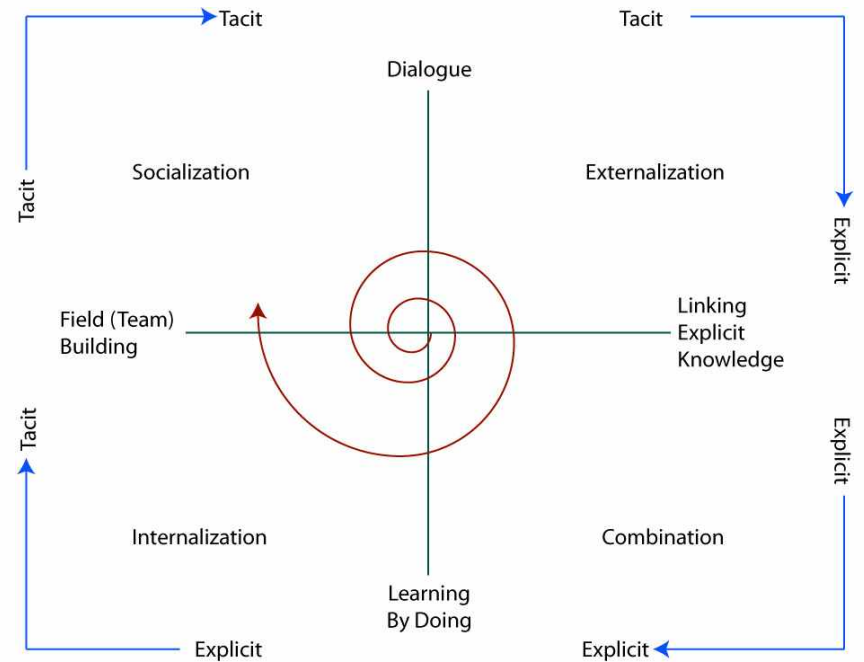 Tacit
Tacit
Dialogue
Socialization
Externalization
Tacit
Explicit
Field (Team)
Building
Linking
Explicit
Knowledge
Tacit
Explicit
Internalization
Combination
Learning
By Doing
Explicit
Explicit